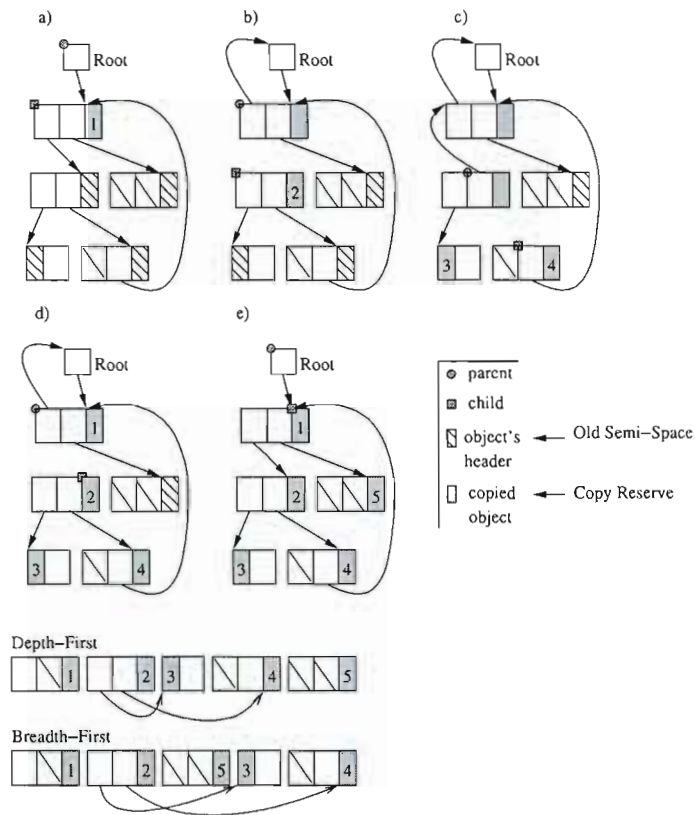 a)
b)
c)
Root
Root
Root
1
2
3
4
d)
e)
Root
Root
1
1
2
2
5
3
4
3
4
parent
child
object's
header
Old Semi-Space
copied
object
Copy Reserve
Depth-First
1
2
3
4
5
Breadth-First
1
2
5
3
4